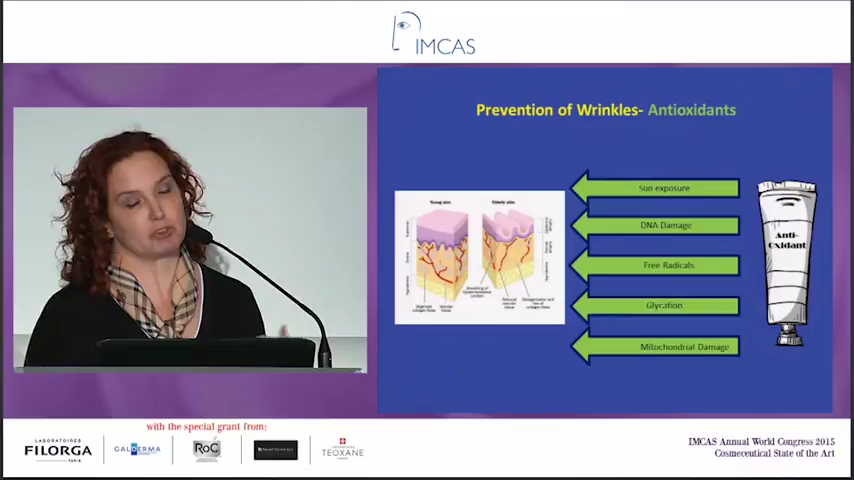 IMCAS
Prevention of Wrinkles- Antioxidants
Young skin
Elderly skin
Sun exposure
DNA Damage
Free Radicals
Glycation
Mitochondrial Damage
Anti-
Oxidant
with the special grant from:
LABORATOIRES
FILORGA
PARIS
GALDERMA
RoC
TEOXANE
IMCAS Annual World Congress 2015
Cosmeceutical State of the Art